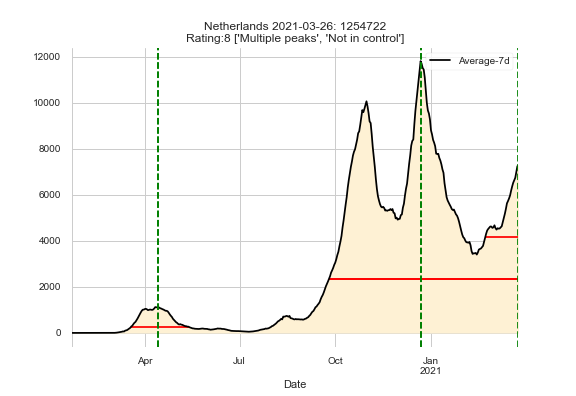 Netherlands 2021-03-26: 1254722
Rating:8 ['Multiple peaks', 'Not in control']
Average-7d
12000
10000
8000
6000
4000
2000
0
Apr
Jul
Oct
Jan
2021
Date